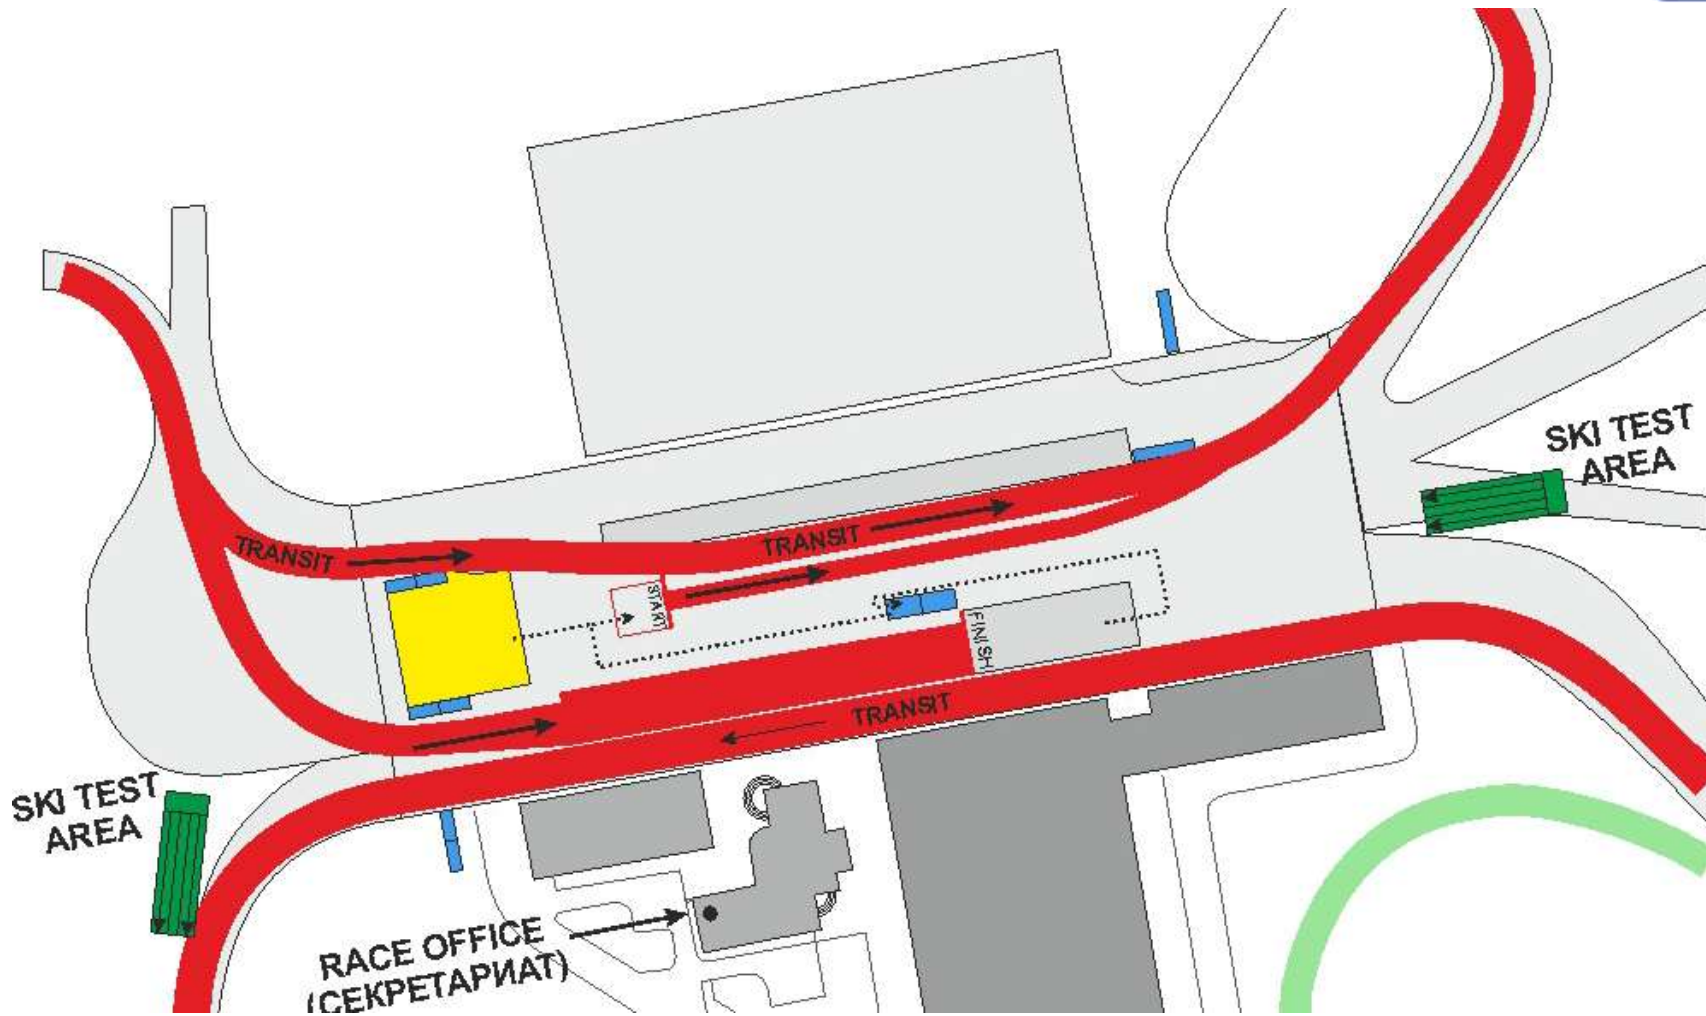 SKI TEST
AREA
TRANSIT
TRANSIT
START
FINISH
TRANSIT
SKI TEST
AREA
RACE OFFICE
(СЕКРЕТАРИАТ)